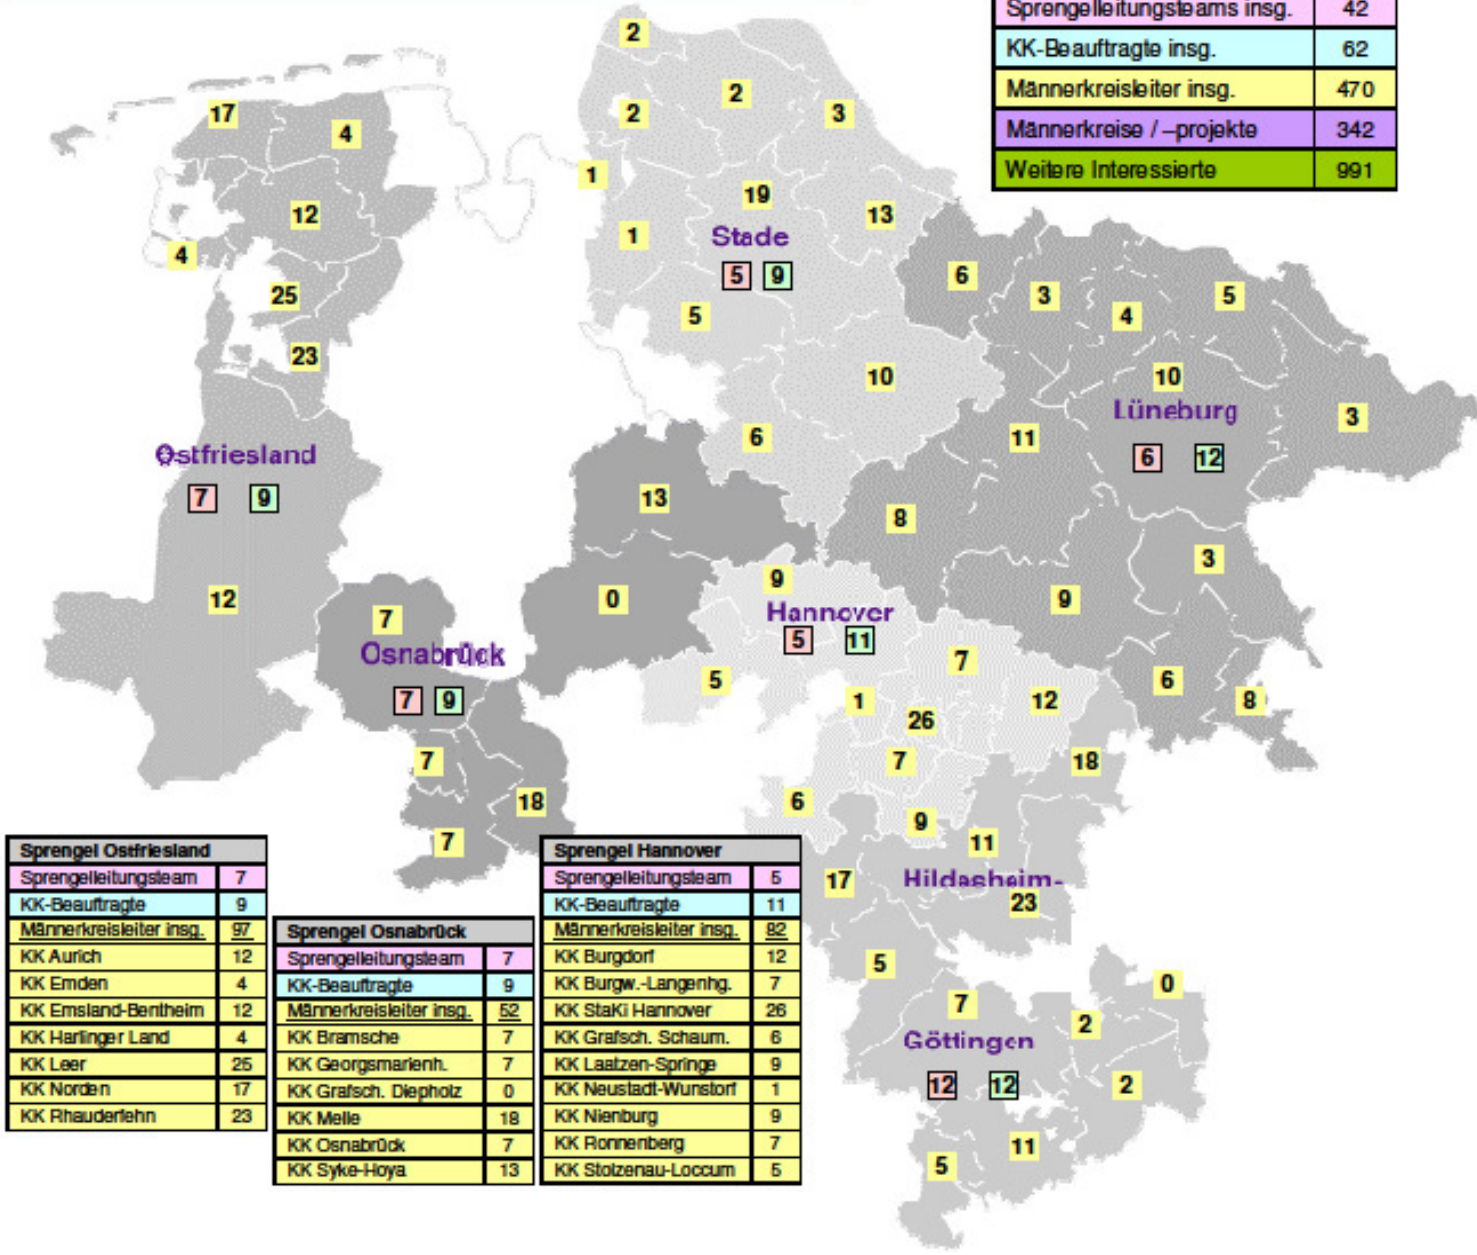 Sprengelleitungsteams insg. 42
KK-Beauftragte insg. 62
Männerkreisleiter insg. 470
Männerkreise / –projekte 342
Weitere Interessierte 991
2
17
4
2
2
3
1
12
19
13
4
1
Stade
5 9
25
6
3
4
5
5
23
10
10
Lüneburg
3
6
11
6 12
Ostfriesland
7 9
13
8
3
12
7
0
9
Hannover
5 11
9
Osnabrück
7 9
5
7
1
26
12
6
8
7
7
18
18
6
9
7
11
17
Hildesheim-
23
5
0
7
2
Göttingen
12 12
2
11
5
Sprengel Ostfriesland
Sprengelleitungsteam 7
KK-Beauftragte 9
Männerkreisleiter insg. 97
KK Aurich 12
KK Emden 4
KK Emsland-Bentheim 12
KK Harlinger Land 4
KK Leer 25
KK Norden 17
KK Rhauderfehn 23
Sprengel Osnabrück
Sprengelleitungsteam 7
KK-Beauftragte 9
Männerkreisleiter insg. 52
KK Bramsche 7
KK Georgsmarienh. 7
KK Grafsch. Diepholz 0
KK Melle 18
KK Osnabrück 7
KK Syke-Hoya 13
Sprengel Hannover
Sprengelleitungsteam 5
KK-Beauftragte 11
Männerkreisleiter insg. 82
KK Burgdorf 12
KK Burgw.-Langenhg. 7
KK StaKi Hannover 26
KK Grafsch. Schaum. 6
KK Laatzen-Springe 9
KK Neustadt-Wunstorf 1
KK Nienburg 9
KK Ronnenberg 7
KK Stolzenau-Loccum 5